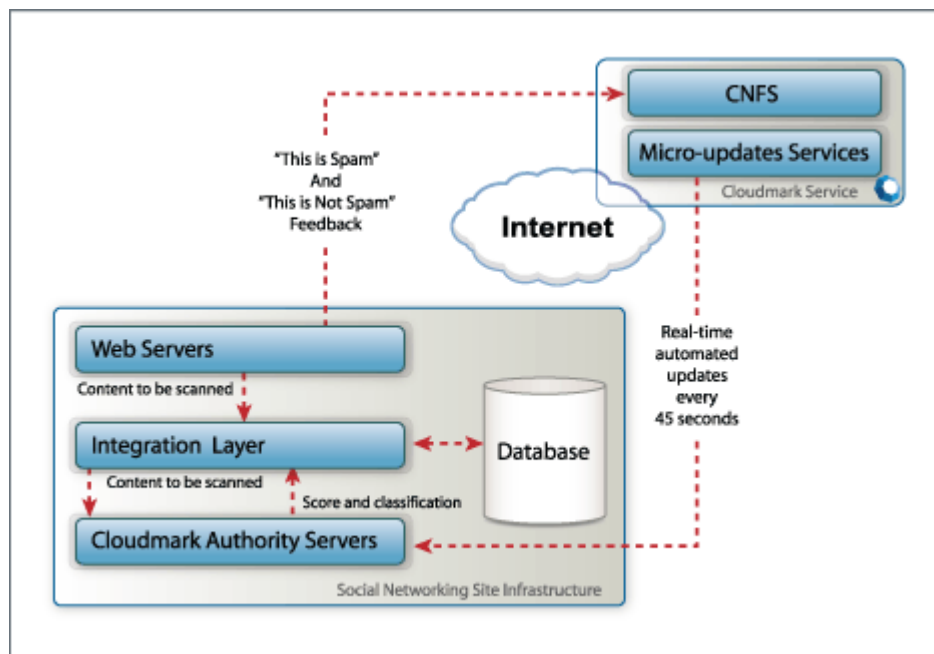 CNFS
Micro-updates Services
Cloudmark Service
"This is Spam"
And
"This is Not Spam"
Feedback
Internet
Real-time
automated
updates
every
45 seconds
Web Servers
Content to be scanned
Integration Layer
Database
Content to be scanned
Score and classification
Cloudmark Authority Servers
Social Networking Site Infrastructure